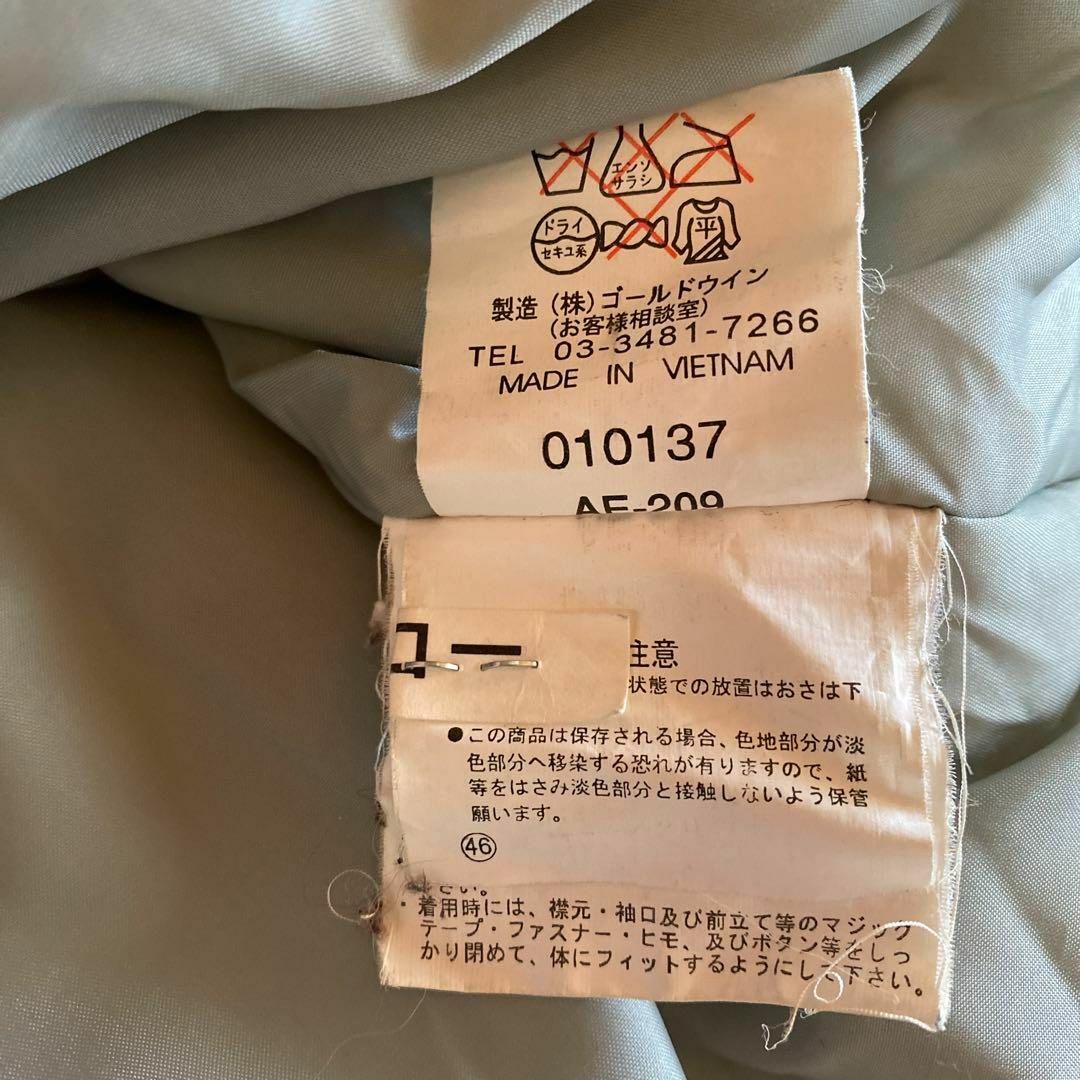 エンソ
サラシ
ドライ
セキユ系
平
製造 (株)ゴールドウイン
(お客様相談室)
TEL 03-3481-7266
MADE IN VIETNAM
010137
AE-209
注意
状態での放置はおさは下
●この商品は保存される場合、色地部分が淡
色部分へ移染する恐れが有りますので、紙
等をはさみ淡色部分と接触しないよう保管
願います。
㊻
さい。
・着用時には、襟元・袖口及び前立て等のマジック
テープ・ファスナー・ヒモ、及びボタン等をしっ
かり閉めて、体にフィットするようにして下さい。